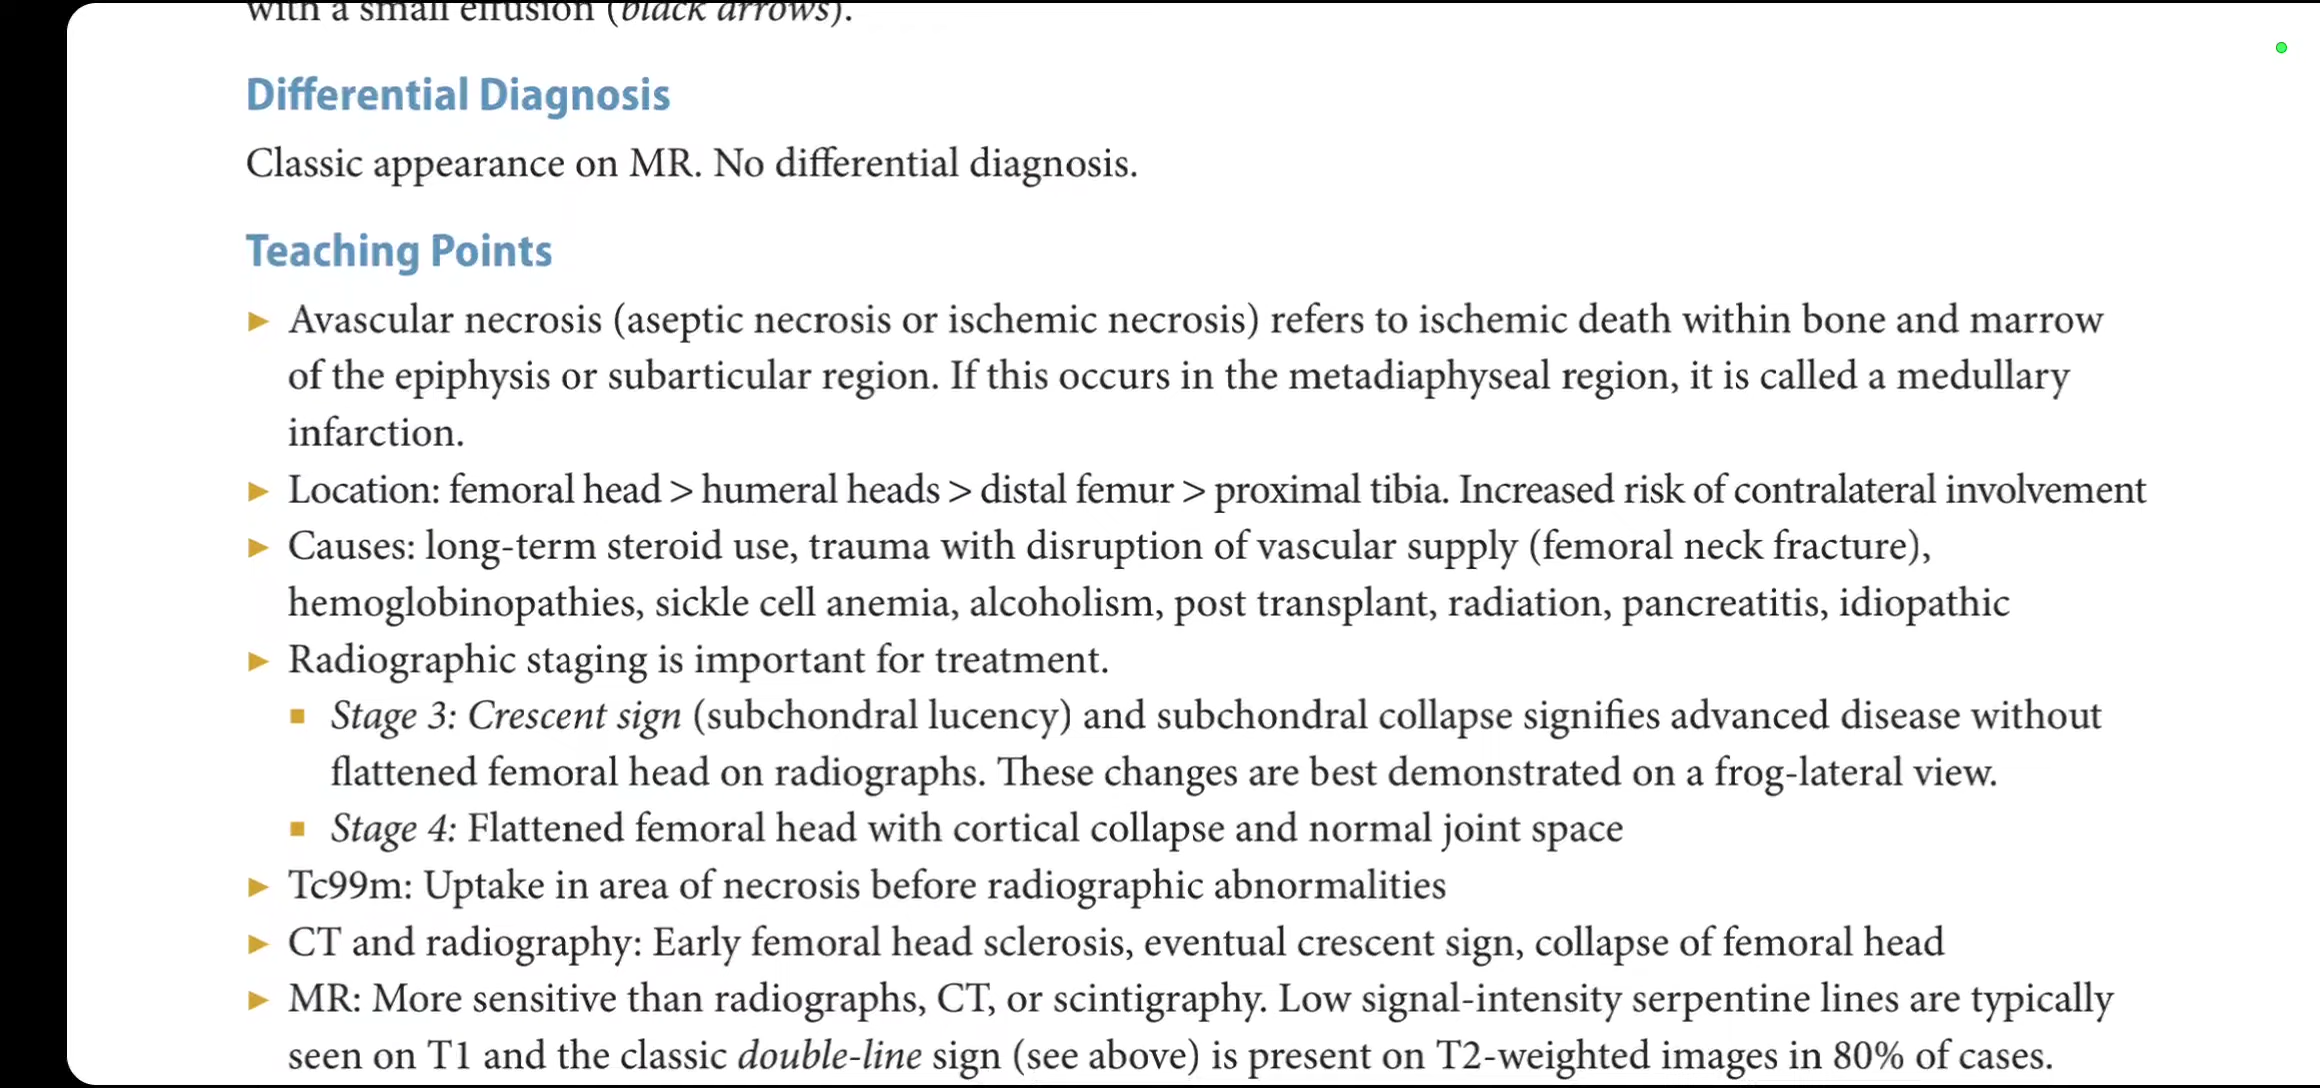 with a small effusion (black arrows).
Differential Diagnosis
Classic appearance on MR. No differential diagnosis.
Teaching Points
► Avascular necrosis (aseptic necrosis or ischemic necrosis) refers to ischemic death within bone and marrow
of the epiphysis or subarticular region. If this occurs in the metadiaphyseal region, it is called a medullary
infarction.
► Location: femoral head > humeral heads > distal femur > proximal tibia. Increased risk of contralateral involvement
► Causes: long-term steroid use, trauma with disruption of vascular supply (femoral neck fracture),
hemoglobinopathies, sickle cell anemia, alcoholism, post transplant, radiation, pancreatitis, idiopathic
► Radiographic staging is important for treatment.
■ Stage 3: Crescent sign (subchondral lucency) and subchondral collapse signifies advanced disease without
flattened femoral head on radiographs. These changes are best demonstrated on a frog-lateral view.
■ Stage 4: Flattened femoral head with cortical collapse and normal joint space
► Tc99m: Uptake in area of necrosis before radiographic abnormalities
► CT and radiography: Early femoral head sclerosis, eventual crescent sign, collapse of femoral head
► MR: More sensitive than radiographs, CT, or scintigraphy. Low signal-intensity serpentine lines are typically
seen on T1 and the classic double-line sign (see above) is present on T2-weighted images in 80% of cases.